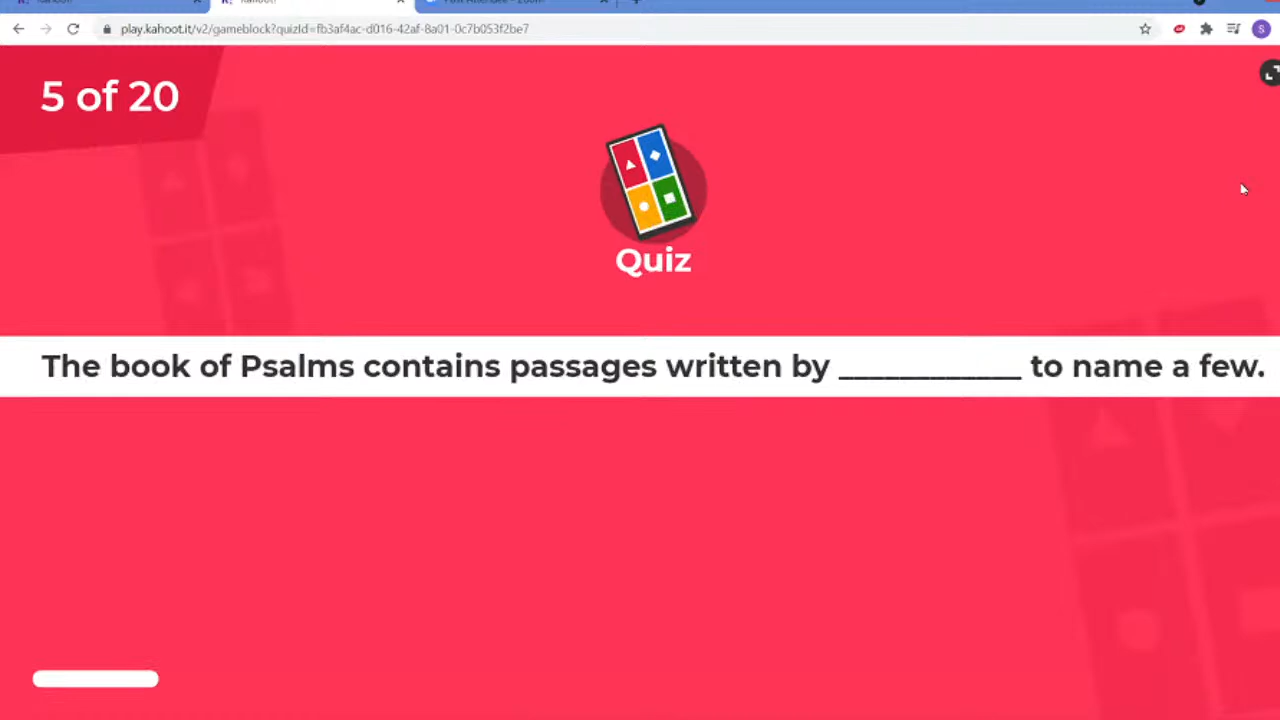 play.kahoot.it/v2/gameblock?quizId=fb3af4ac-d016-42af-8a01-0c7b053f2be7
S
5 of 20
Quiz
The book of Psalms contains passages written by ____________ to name a few.